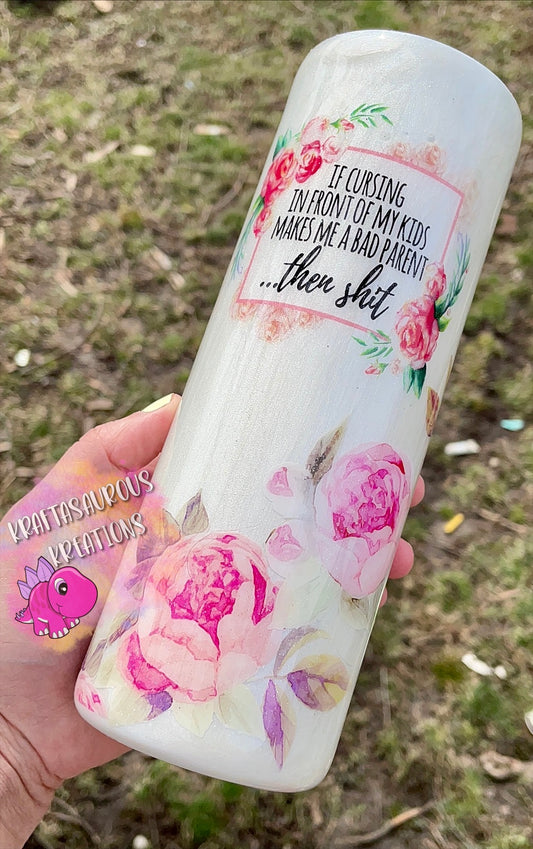 IF CURSING
IN FRONT OF MY KIDS
MAKES ME A BAD PARENT
...then shit
KRAFTASAUROUS
KREATIONS